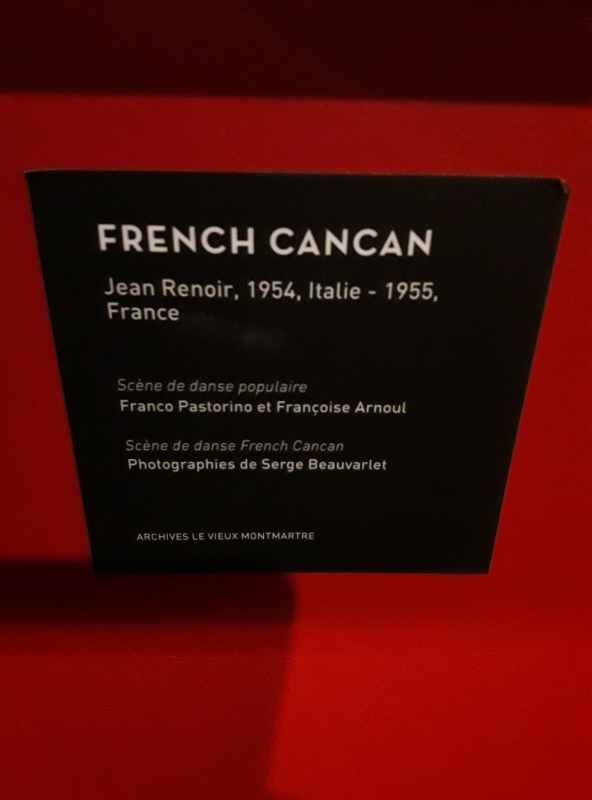 FRENCH CANCAN
Jean Renoir, 1954, Italie - 1955,
France
Scène de danse populaire
Franco Pastorino et Françoise Arnoul
Scène de danse French Cancan
Photographies de Serge Beauvarlet
ARCHIVES LE VIEUX MONTMARTRE